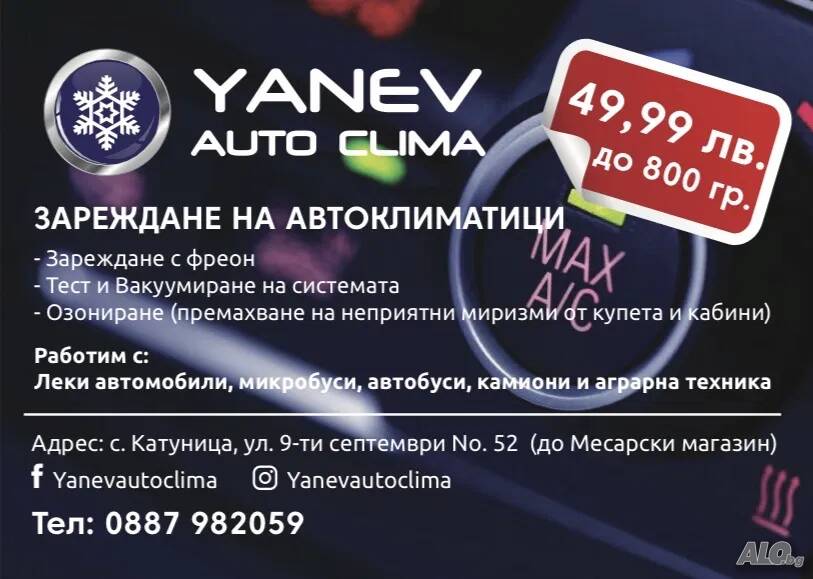 YANEV
AUTO CLIMA
49,99 лв.
до 800 гр.
ЗАРЕЖДАНЕ НА АВТОКЛИМАТИЦИ
- Зареждане с фреон
- Тест и Вакуумиране на системата
- Озониране (премахване на неприятни миризми от купета и кабини)
MAX
A/C
Работим с:
Леки автомобили, микробуси, автобуси, камиони и аграрна техника
Адрес: с. Катуница, ул. 9-ти септември No. 52 (до Месарски магазин)
f Yanevautoclima Yanevautoclima
Тел: 0887 982059
ALO.bg